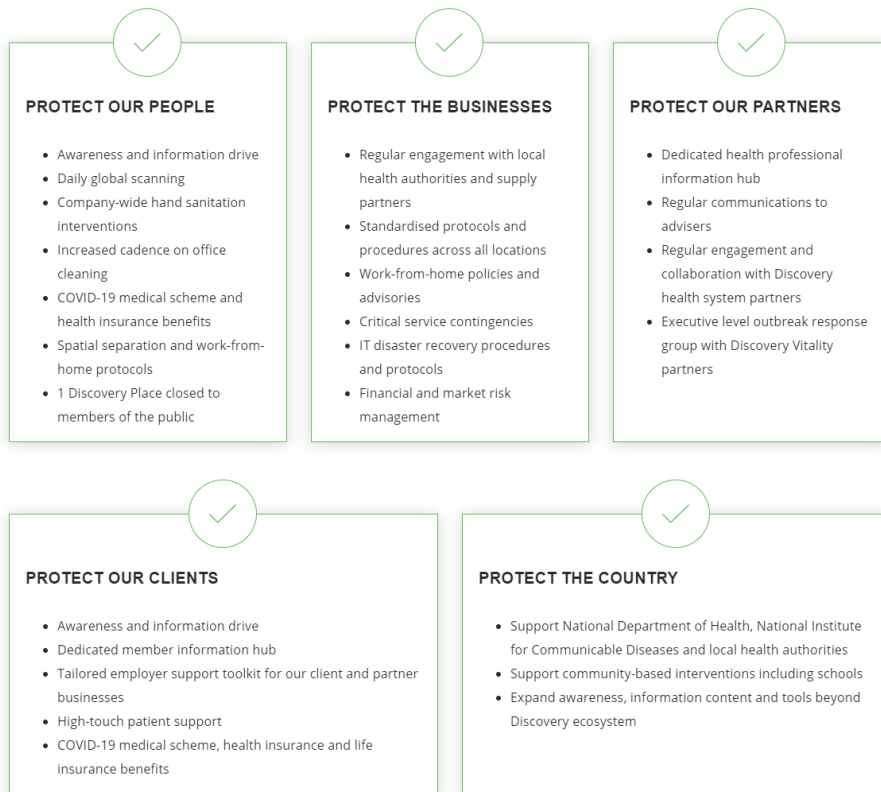 PROTECT OUR PEOPLE
Awareness and information drive
Daily global scanning
Company-wide hand sanitation
interventions
Increased cadence on office
cleaning
COVID-19 medical scheme and
health insurance benefits
Spatial separation and work-from-
home protocols
1 Discovery Place closed to
members of the public
PROTECT THE BUSINESSES
Regular engagement with local
health authorities and supply
partners
Standardised protocols and
procedures across all locations
Work-from-home policies and
advisories
Critical service contingencies
IT disaster recovery procedures
and protocols
Financial and market risk
management
PROTECT OUR PARTNERS
Dedicated health professional
information hub
Regular communications to
advisers
Regular engagement and
collaboration with Discovery
health system partners
Executive level outbreak response
group with Discovery Vitality
partners
PROTECT OUR CLIENTS
Awareness and information drive
Dedicated member information hub
Tailored employer support toolkit for our client and partner
businesses
High-touch patient support
COVID-19 medical scheme, health insurance and life
insurance benefits
PROTECT THE COUNTRY
Support National Department of Health, National Institute
for Communicable Diseases and local health authorities
Support community-based interventions including schools
Expand awareness, information content and tools beyond
Discovery ecosystem